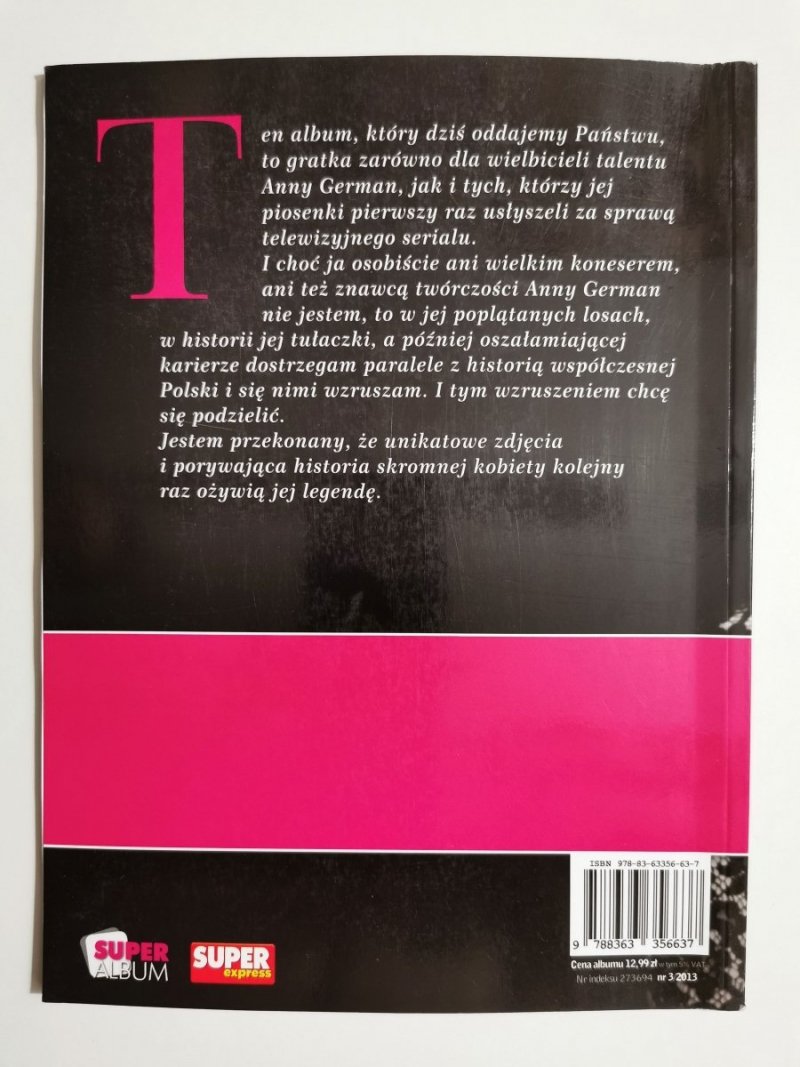 Ten album, który dziś oddajemy Państwu,
to gratka zarówno dla wielbicieli talentu
Anny German, jak i tych, którzy jej
piosenki pierwszy raz usłyszeli za sprawą
telewizyjnego serialu.
I choć ja osobiście ani wielkim koneserem,
ani też znawcą twórczości Anny German
nie jestem, to w jej poplątanych losach,
w historii jej tułaczki, a później oszałamiającej
karierze dostrzegam paralele z historią współczesnej
Polski i się nimi wzruszam. I tym wzruszeniem chcę
się podzielić.
Jestem przekonany, że unikatowe zdjęcia
i porywająca historia skromnej kobiety kolejny
raz ożywią jej legendę.
ISBN 978-83-63356-63-7
9 788363 356637
Cena albumu 12,99 zł w tym 5% VAT
Nr indeksu 273694 nr 3/2013
SUPER
ALBUM
SUPER
express